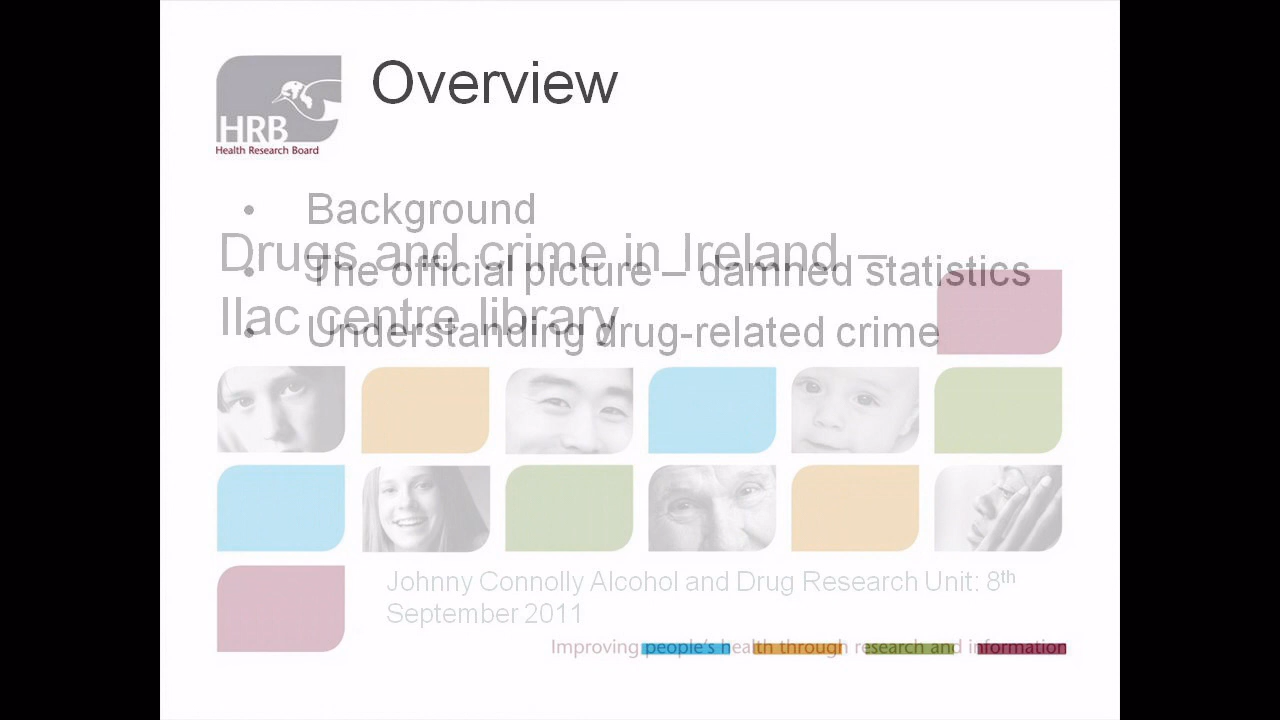 Overview
HRB
Health Research Board
• Background
Drugs and crime in Ireland –
• The official picture – damned statistics
Ilac centre library
• Understanding drug-related crime
Johnny Connolly Alcohol and Drug Research Unit: 8th
September 2011
Improving people's health through research and information